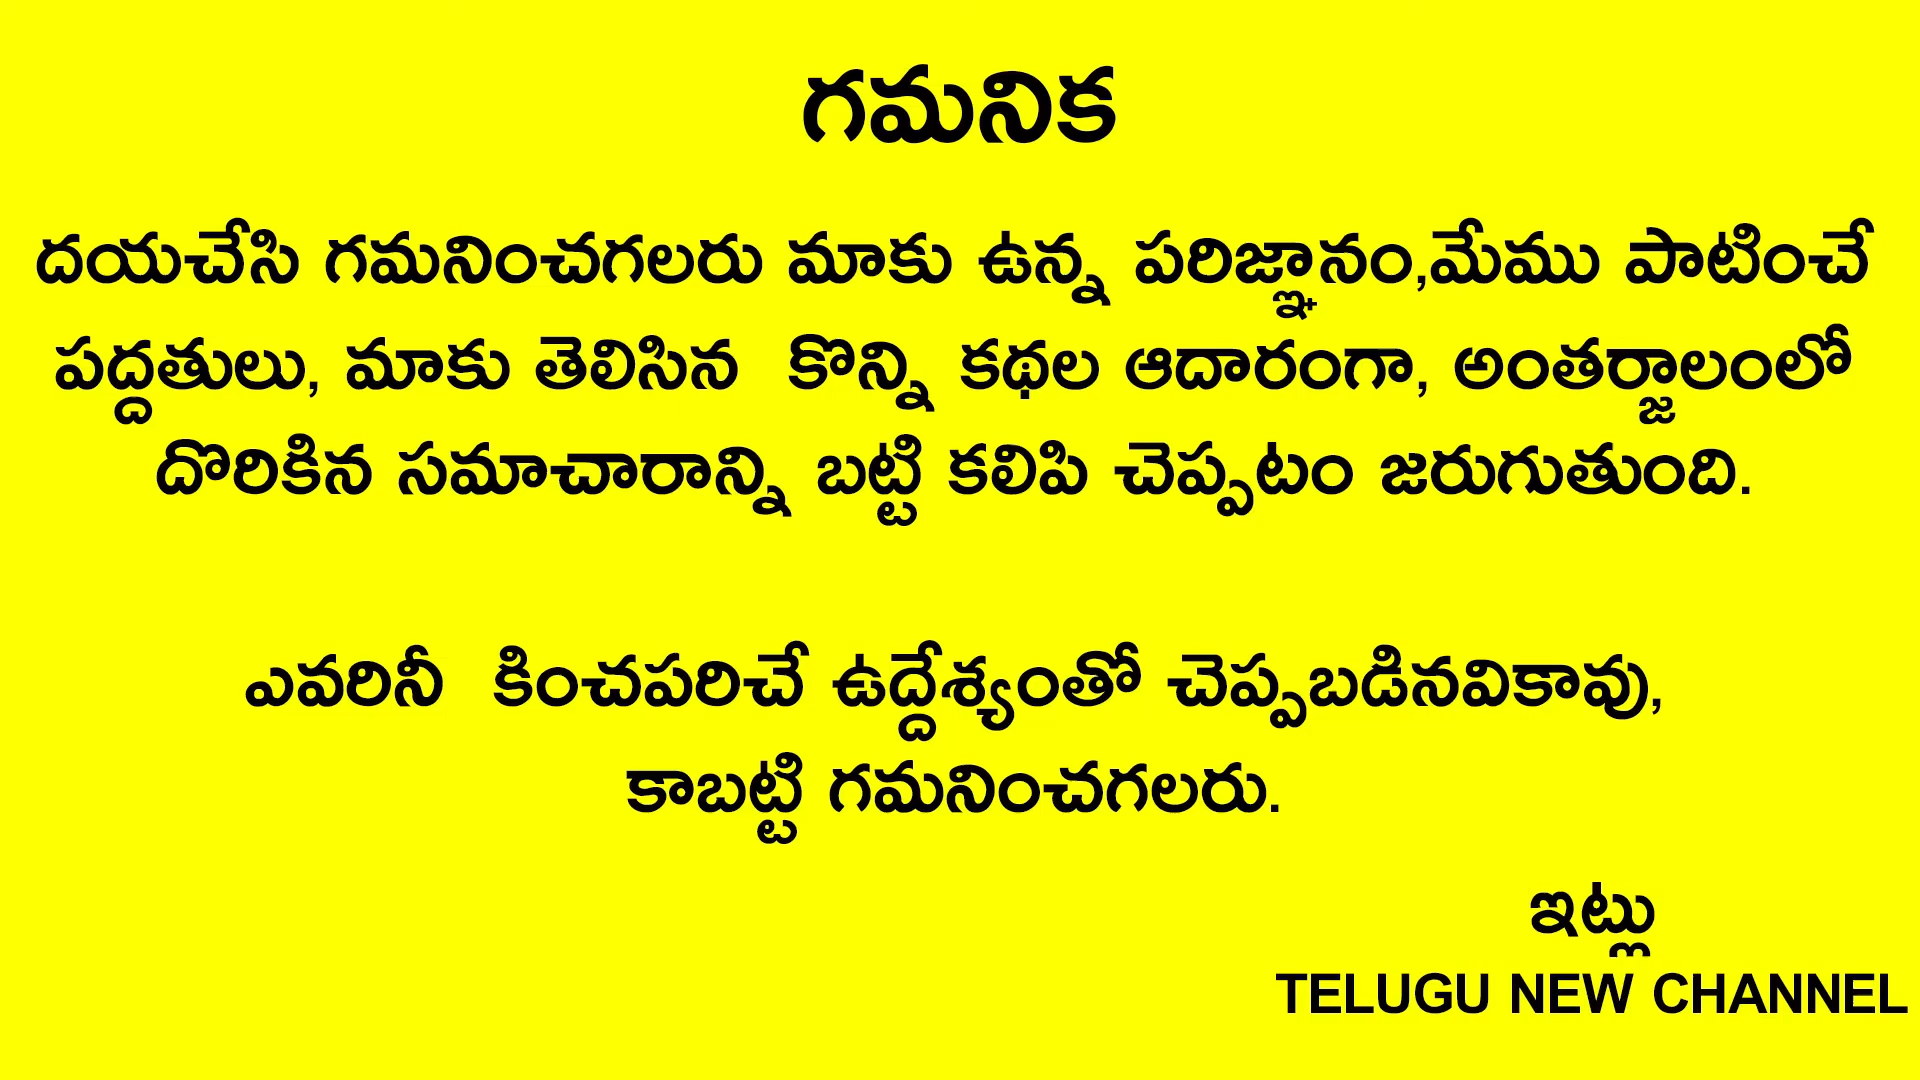 గమనిక
దయచేసి గమనించగలరు మాకు ఉన్న పరిజ్ఞానం,మేము పాటించే
పద్దతులు, మాకు తెలిసిన కొన్ని కథల ఆదారంగా, అంతర్జాలంలో
దొరికిన సమాచారాన్ని బట్టి కలిపి చెప్పటం జరుగుతుంది.
ఎవరినీ కించపరిచే ఉద్దేశ్యంతో చెప్పబడినవికావు,
కాబట్టి గమనించగలరు.
ఇట్లు
TELUGU NEW CHANNEL